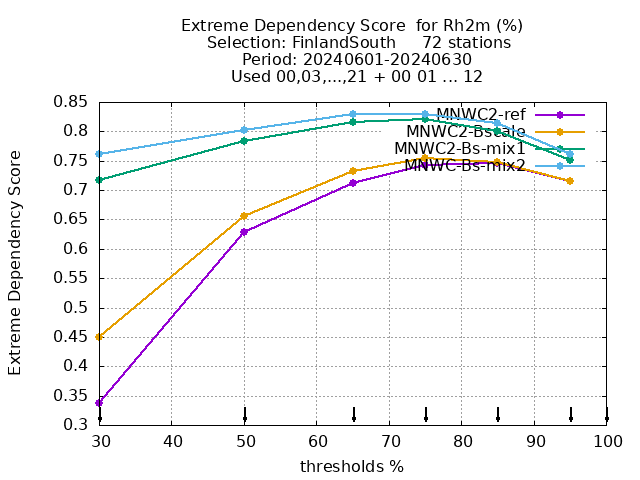 Extreme Dependency Score  for Rh2m (%)
Selection: FinlandSouth     72 stations
Period: 20240601-20240630
Used 00,03,...,21 + 00 01 ... 12
Extreme Dependency Score
0.85
0.8
0.75
0.7
0.65
0.6
0.55
0.5
0.45
0.4
0.35
0.3
MNWC2-ref
MNWC2-Bstale
MNWC2-Bs-mix1
MNWC-Bs-mix2
30 40 50 60 70 80 90 100
thresholds %